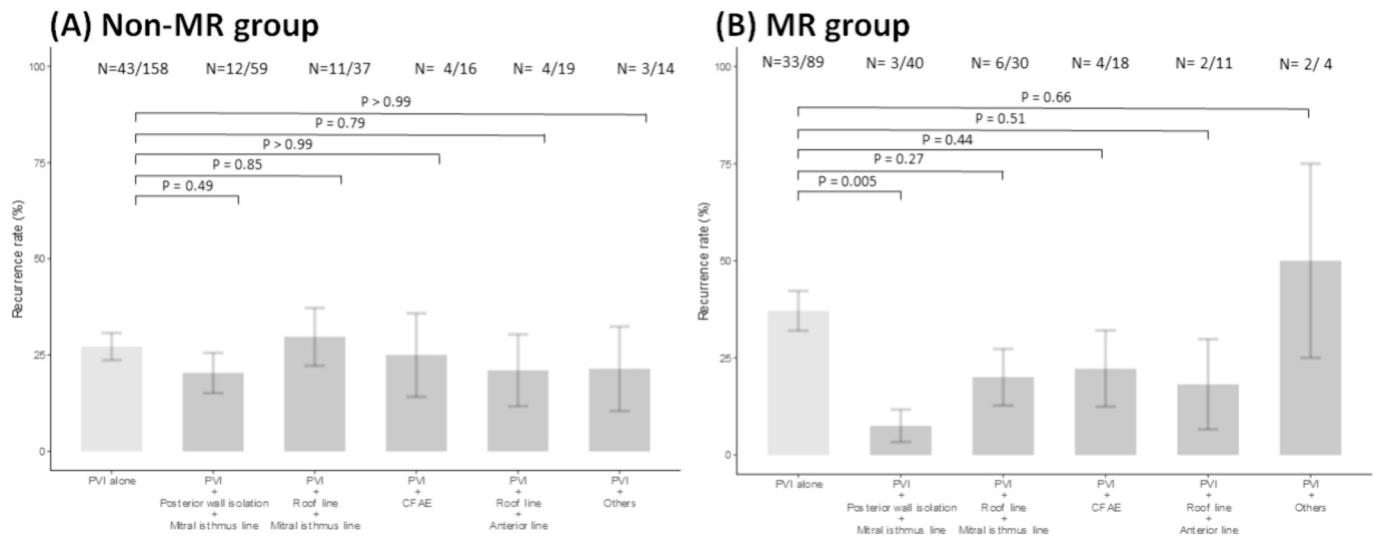 (A) Non-MR group
N=43/158 N=12/59 N=11/37 N= 4/16 N= 4/19 N= 3/14
P > 0.99
P = 0.79
P > 0.99
P = 0.85
P = 0.49
Recurrence rate (%)
100
75
50
25
0
PVI alone
PVI
+
Posterior wall isolation
+
Mitral isthmus line
PVI
+
Roof line
+
Mitral isthmus line
PVI
+
CFAE
PVI
+
Roof line
+
Anterior line
PVI
+
Others
(B) MR group
N=33/89 N= 3/40 N= 6/30 N= 4/18 N= 2/11 N= 2/ 4
P = 0.66
P = 0.51
P = 0.44
P = 0.27
P = 0.005
Recurrence rate (%)
100
75
50
25
0
PVI alone
PVI
+
Posterior wall isolation
+
Mitral isthmus line
PVI
+
Roof line
+
Mitral isthmus line
PVI
+
CFAE
PVI
+
Roof line
+
Anterior line
PVI
+
Others